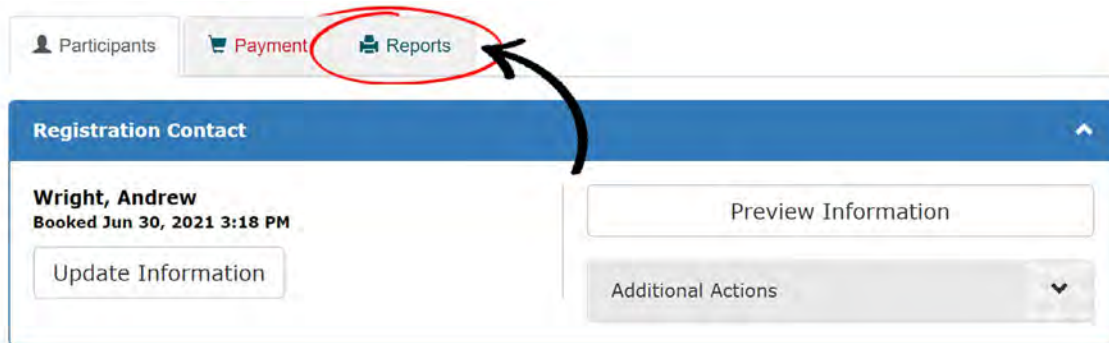 Participants Payment Reports
Registration Contact
Wright, Andrew
Booked Jun 30, 2021 3:18 PM
Update Information
Preview Information
Additional Actions